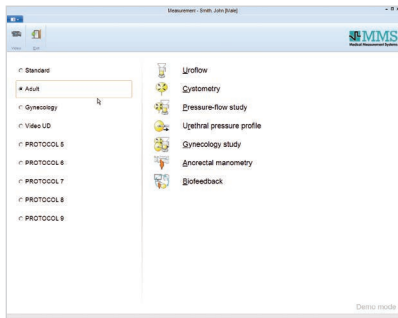 Measurement - Smith, John [Male]
MMS
Medical Measurement Systems
Exit
Standard
Adult
Gynecology
Video UD
PROTOCOL 5
PROTOCOL 6
PROTOCOL 7
PROTOCOL 8
PROTOCOL 9
Uroflow
Cystometry
Pressure-flow study
Urethral pressure profile
Gynecology study
Anorectal manometry
Biofeedback
Demo mode